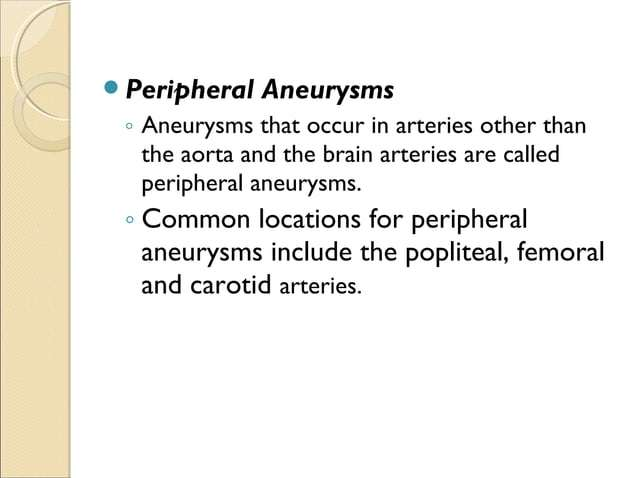 Peripheral Aneurysms
Aneurysms that occur in arteries other than
the aorta and the brain arteries are called
peripheral aneurysms.
Common locations for peripheral
aneurysms include the popliteal, femoral
and carotid arteries.